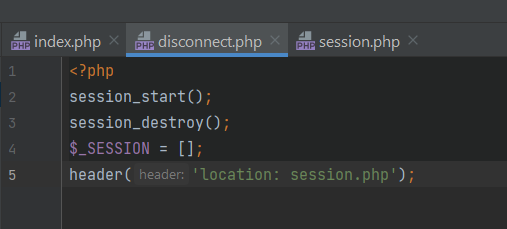 index.php disconnect.php session.php
1 <?php
2 session_start();
3 session_destroy();
4 $_SESSION = [];
5 header( header: 'location: session.php');